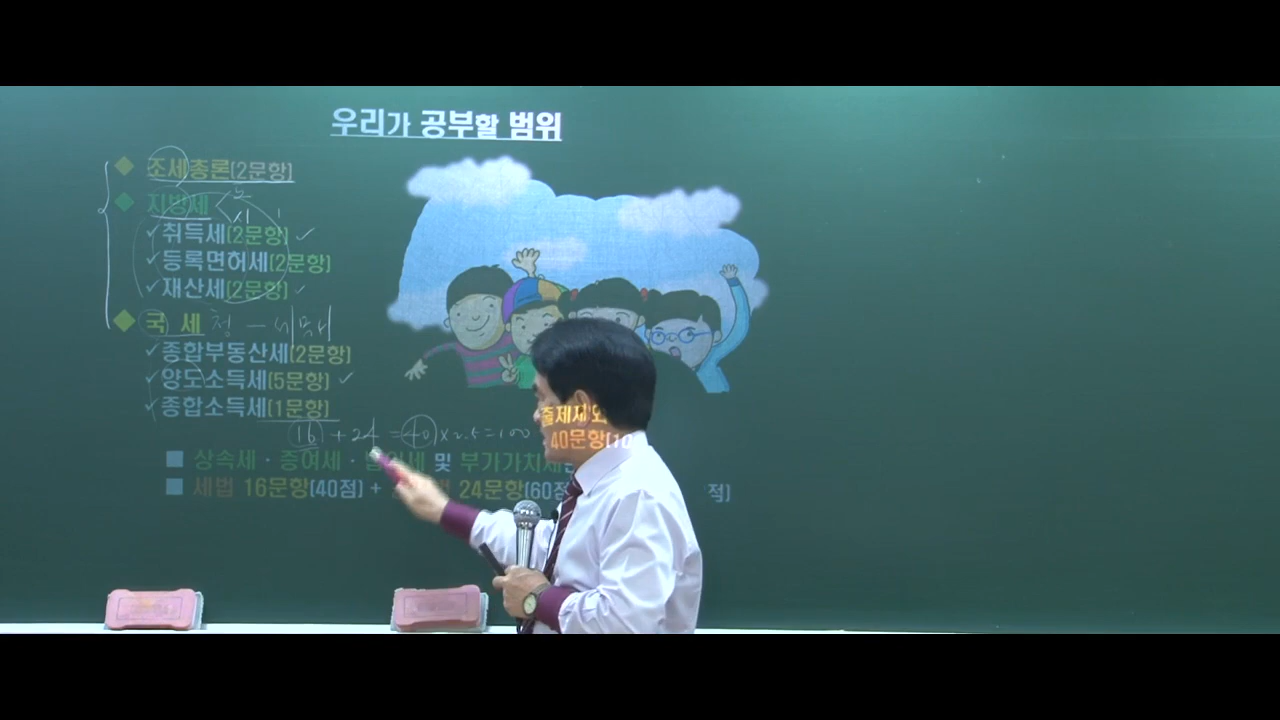 우리가 공부할 범위
조세총론(2문항)
지방세
취득세(2문항)
등록면허세(2문항)
재산세(2문항)
국 세
종합부동산세(2문항)
양도소득세(5문항)
종합소득세(1문항)
16 + 24 = 40 x 2.5 = 100
출제제외
상속세 · 증여세 · 및 부가가치세
40문항(10
세법 16문항(40점) + 24문항(60점 점)